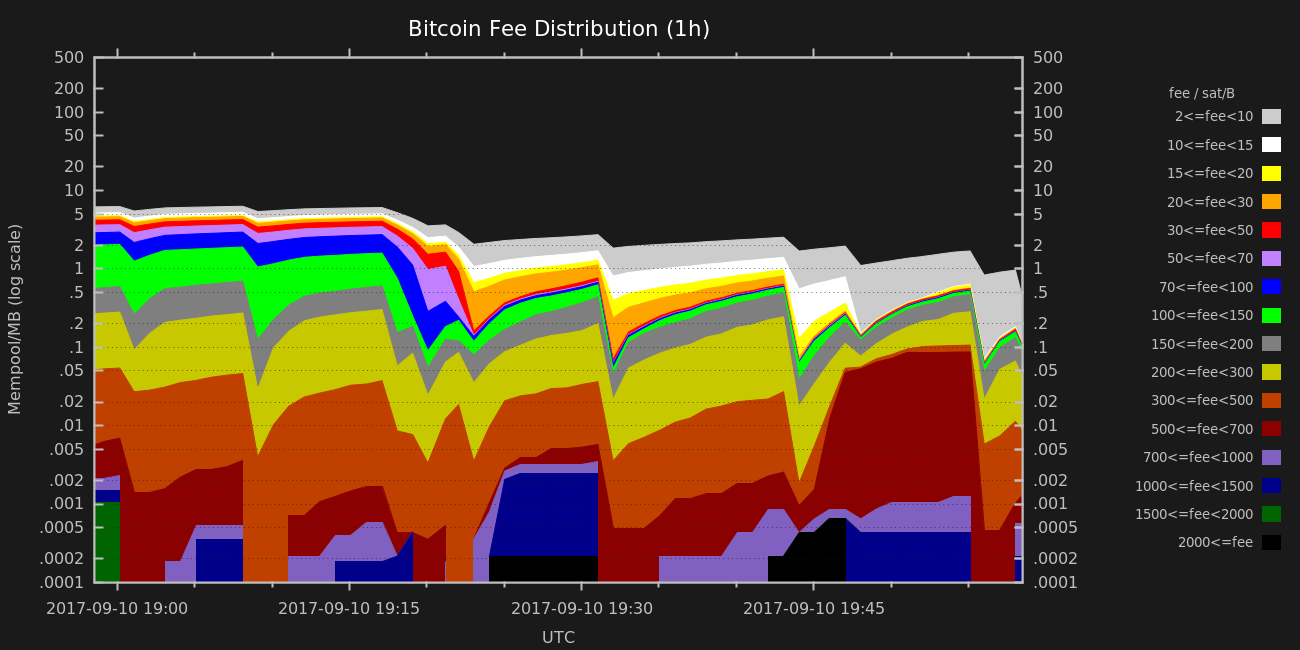 Bitcoin Fee Distribution (1h)
Mempool/MB (log scale)
500
200
100
50
20
10
5
2
1
.5
.2
.1
.05
.02
.01
.005
.002
.001
.0005
.0002
.0001
500
200
100
50
20
10
5
2
1
.5
.2
.1
.05
.02
.01
.005
.002
.001
.0005
.0002
.0001
fee / sat/B
2<=fee<10
10<=fee<15
15<=fee<20
20<=fee<30
30<=fee<50
50<=fee<70
70<=fee<100
100<=fee<150
150<=fee<200
200<=fee<300
300<=fee<500
500<=fee<700
700<=fee<1000
1000<=fee<1500
1500<=fee<2000
2000<=fee
2017-09-10 19:00 2017-09-10 19:15 2017-09-10 19:30 2017-09-10 19:45
UTC